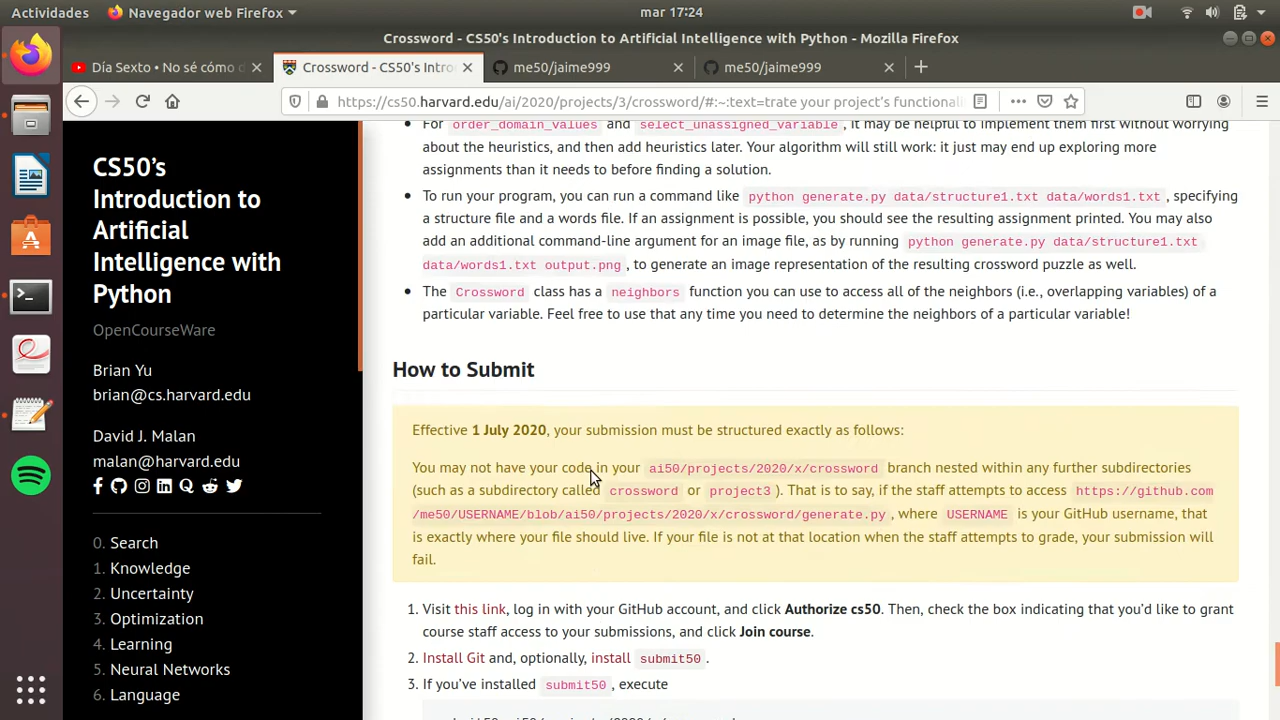 Actividades Navegador web Firefox mar 17:24
Crossword - CS50's Introduction to Artificial Intelligence with Python - Mozilla Firefox
Día Sexto • No sé cómo d Crossword - CS50's Intro me50/jaime999 me50/jaime999
https://cs50.harvard.edu/ai/2020/projects/3/crossword/#:~:text=trate your project's functional
CS50's
Introduction
to Artificial
Intelligence with
Python
OpenCourseWare
Brian Yu
brian@cs.harvard.edu
David J. Malan
malan@harvard.edu
0. Search
1. Knowledge
2. Uncertainty
3. Optimization
4. Learning
5. Neural Networks
6. Language
• For order_domain_values and select_unassigned_variable, it may be helpful to implement them first without worrying
about the heuristics, and then add heuristics later. Your algorithm will still work: it just may end up exploring more
assignments than it needs to before finding a solution.
• To run your program, you can run a command like python generate.py data/structure1.txt data/words1.txt, specifying
a structure file and a words file. If an assignment is possible, you should see the resulting assignment printed. You may also
add an additional command-line argument for an image file, as by running python generate.py data/structure1.txt
data/words1.txt output.png, to generate an image representation of the resulting crossword puzzle as well.
• The Crossword class has a neighbors function you can use to access all of the neighbors (i.e., overlapping variables) of a
particular variable. Feel free to use that any time you need to determine the neighbors of a particular variable!
How to Submit
Effective 1 July 2020, your submission must be structured exactly as follows:
You may not have your code in your ai50/projects/2020/x/crossword branch nested within any further subdirectories
(such as a subdirectory called crossword or project3). That is to say, if the staff attempts to access https://github.com
/me50/USERNAME/blob/ai50/projects/2020/x/crossword/generate.py, where USERNAME is your GitHub username, that
is exactly where your file should live. If your file is not at that location when the staff attempts to grade, your submission will
fail.
1. Visit this link, log in with your GitHub account, and click Authorize cs50. Then, check the box indicating that you'd like to grant
course staff access to your submissions, and click Join course.
2. Install Git and, optionally, install submit50.
3. If you've installed submit50, execute